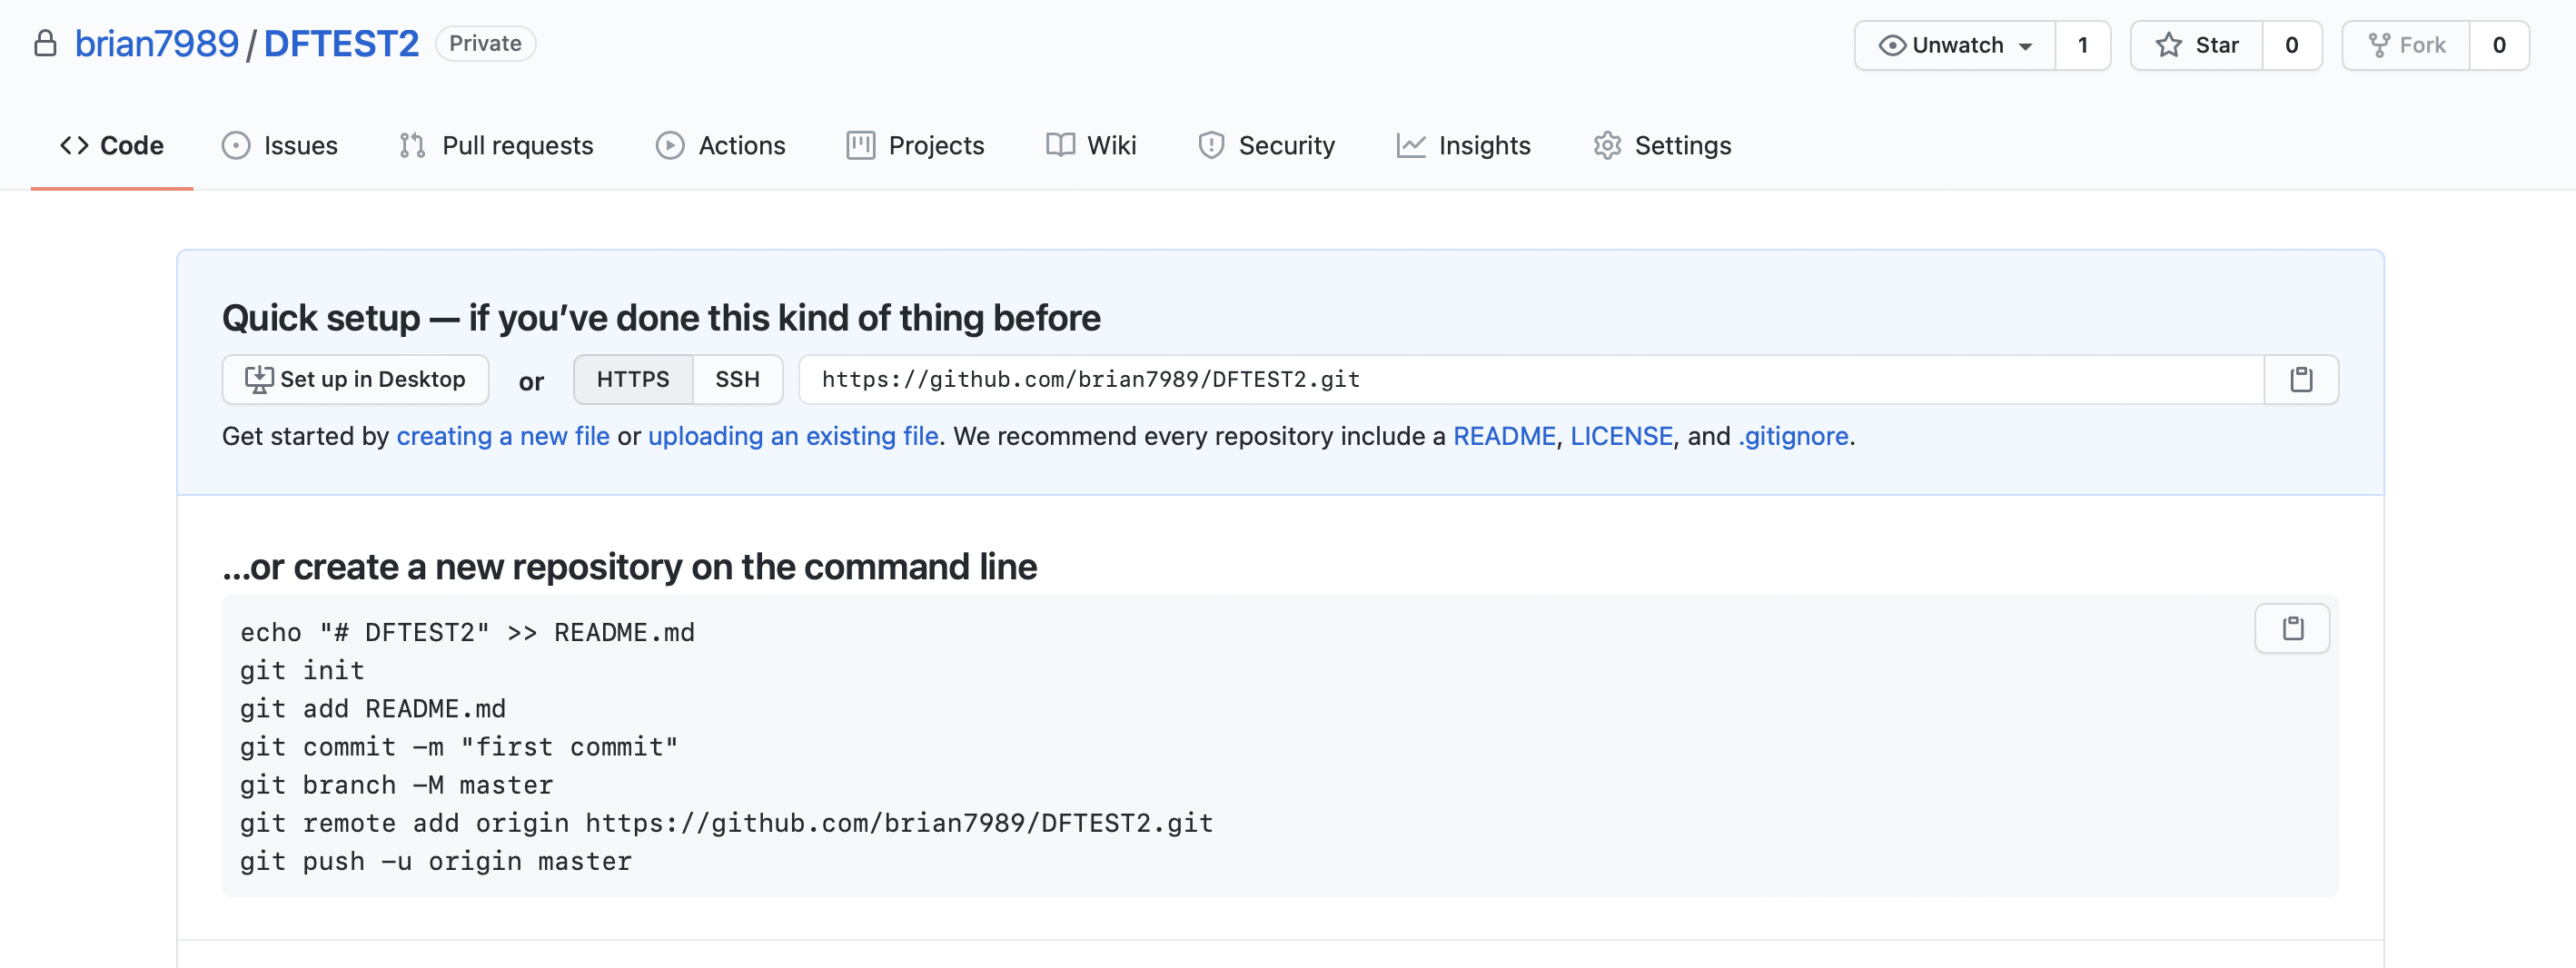 brian7989 / DFTEST2 Private Unwatch 1 Star 0 Fork 0
Code Issues Pull requests Actions Projects Wiki Security Insights Settings
Quick setup — if you’ve done this kind of thing before
Set up in Desktop or HTTPS SSH https://github.com/brian7989/DFTEST2.git
Get started by creating a new file or uploading an existing file. We recommend every repository include a README, LICENSE, and .gitignore.
…or create a new repository on the command line
echo "# DFTEST2" >> README.md
git init
git add README.md
git commit -m "first commit"
git branch -M master
git remote add origin https://github.com/brian7989/DFTEST2.git
git push -u origin master